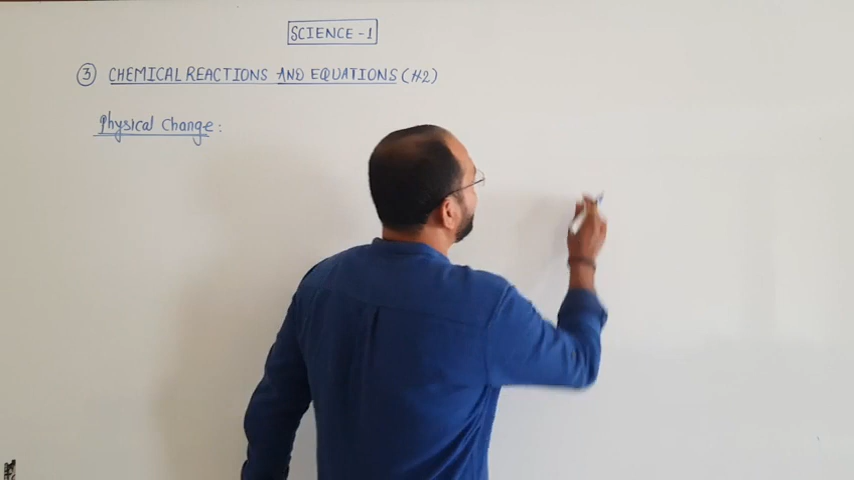 SCIENCE - 1
③ CHEMICAL REACTIONS AND EQUATIONS (#2)
Physical Change :